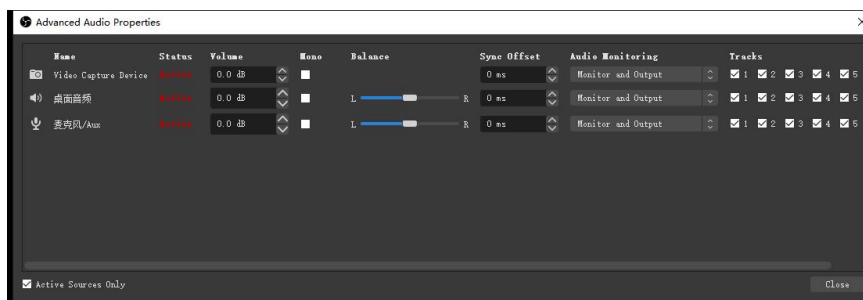 Advanced Audio Properties
Name Status Volume Mono Balance Sync Offset Audio Monitoring Tracks
Video Capture Device Active 0.0 dB 0 ms Monitor and Output 1 2 3 4 5
桌面音频 Active 0.0 dB L R 0 ms Monitor and Output 1 2 3 4 5
麦克风/Aux Active 0.0 dB L R 0 ms Monitor and Output 1 2 3 4 5
Active Sources Only Close